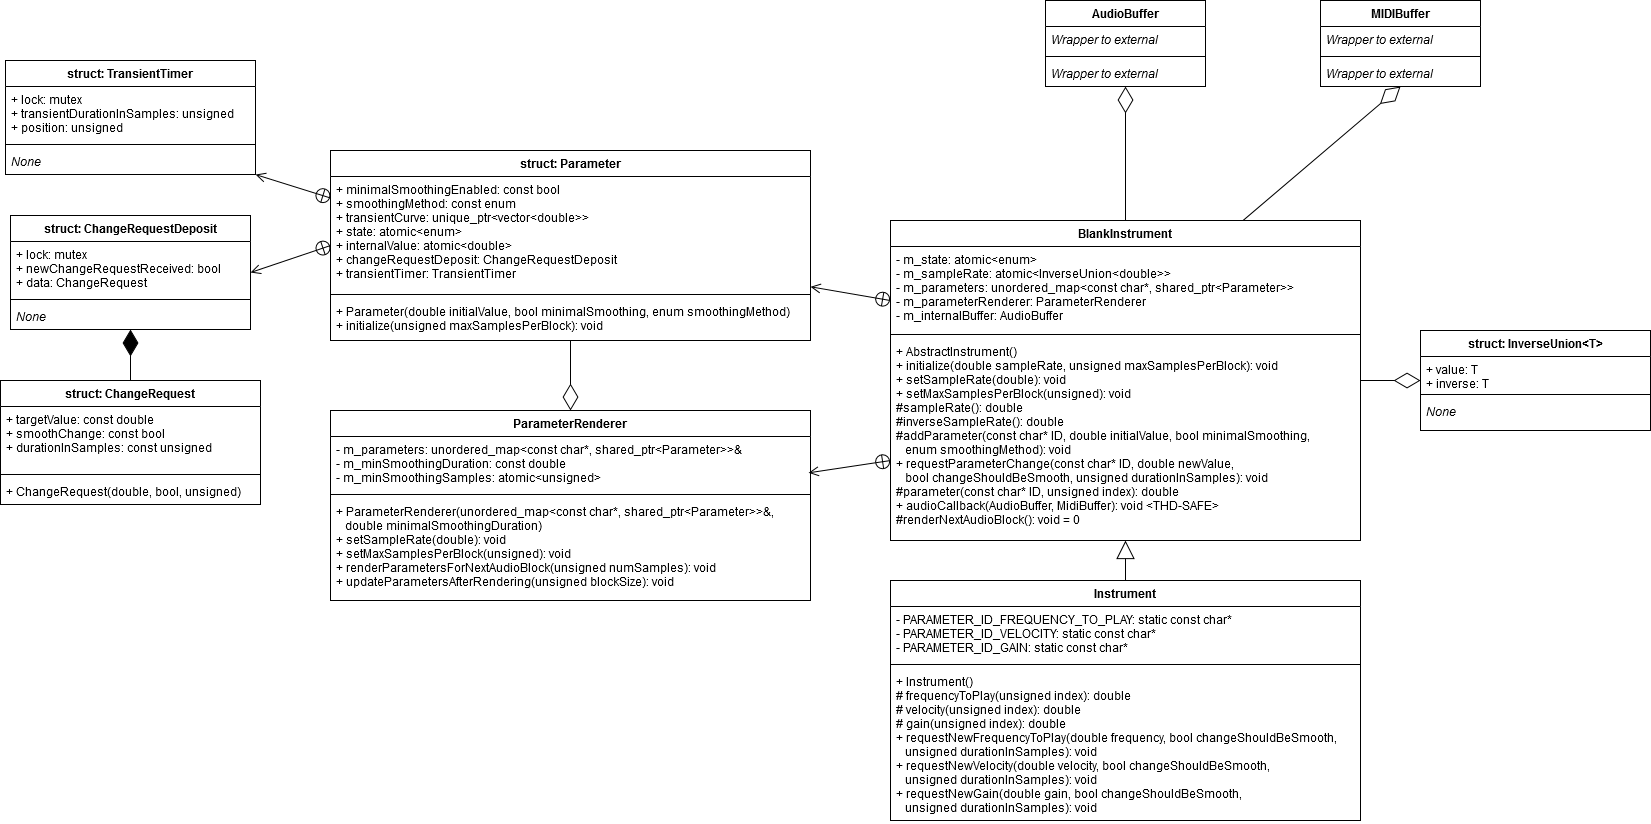 AudioBuffer
Wrapper to external
Wrapper to external
MIDIBuffer
Wrapper to external
Wrapper to external
struct: TransientTimer
+ lock: mutex
+ transientDurationInSamples: unsigned
+ position: unsigned
None
struct: ChangeRequestDeposit
+ lock: mutex
+ newChangeRequestReceived: bool
+ data: ChangeRequest
None
struct: ChangeRequest
+ targetValue: const double
+ smoothChange: const bool
+ durationInSamples: const unsigned
+ ChangeRequest(double, bool, unsigned)
struct: Parameter
+ minimalSmoothingEnabled: const bool
+ smoothingMethod: const enum
+ transientCurve: unique_ptr<vector<double>>
+ state: atomic<enum>
+ internalValue: atomic<double>
+ changeRequestDeposit: ChangeRequestDeposit
+ transientTimer: TransientTimer
+ Parameter(double initialValue, bool minimalSmoothing, enum smoothingMethod)
+ initialize(unsigned maxSamplesPerBlock): void
ParameterRenderer
- m_parameters: unordered_map<const char*, shared_ptr<Parameter>>&
- m_minSmoothingDuration: const double
- m_minSmoothingSamples: atomic<unsigned>
+ ParameterRenderer(unordered_map<const char*, shared_ptr<Parameter>>&,
double minimalSmoothingDuration)
+ setSampleRate(double): void
+ setMaxSamplesPerBlock(unsigned): void
+ renderParametersForNextAudioBlock(unsigned numSamples): void
+ updateParametersAfterRendering(unsigned blockSize): void
BlankInstrument
- m_state: atomic<enum>
- m_sampleRate: atomic<InverseUnion<double>>
- m_parameters: unordered_map<const char*, shared_ptr<Parameter>>
- m_parameterRenderer: ParameterRenderer
- m_internalBuffer: AudioBuffer
+ AbstractInstrument()
+ initialize(double sampleRate, unsigned maxSamplesPerBlock): void
+ setSampleRate(double): void
+ setMaxSamplesPerBlock(unsigned): void
#sampleRate(): double
#inverseSampleRate(): double
#addParameter(const char* ID, double initialValue, bool minimalSmoothing,
enum smoothingMethod): void
+ requestParameterChange(const char* ID, double newValue,
bool changeShouldBeSmooth, unsigned durationInSamples): void
#parameter(const char* ID, unsigned index): double
+ audioCallback(AudioBuffer, MidiBuffer): void <THD-SAFE>
#renderNextAudioBlock(): void = 0
struct: InverseUnion<T>
+ value: T
+ inverse: T
None
Instrument
- PARAMETER_ID_FREQUENCY_TO_PLAY: static const char*
- PARAMETER_ID_VELOCITY: static const char*
- PARAMETER_ID_GAIN: static const char*
+ Instrument()
# frequencyToPlay(unsigned index): double
# velocity(unsigned index): double
# gain(unsigned index): double
+ requestNewFrequencyToPlay(double frequency, bool changeShouldBeSmooth,
unsigned durationInSamples): void
+ requestNewVelocity(double velocity, bool changeShouldBeSmooth,
unsigned durationInSamples): void
+ requestNewGain(double gain, bool changeShouldBeSmooth,
unsigned durationInSamples): void